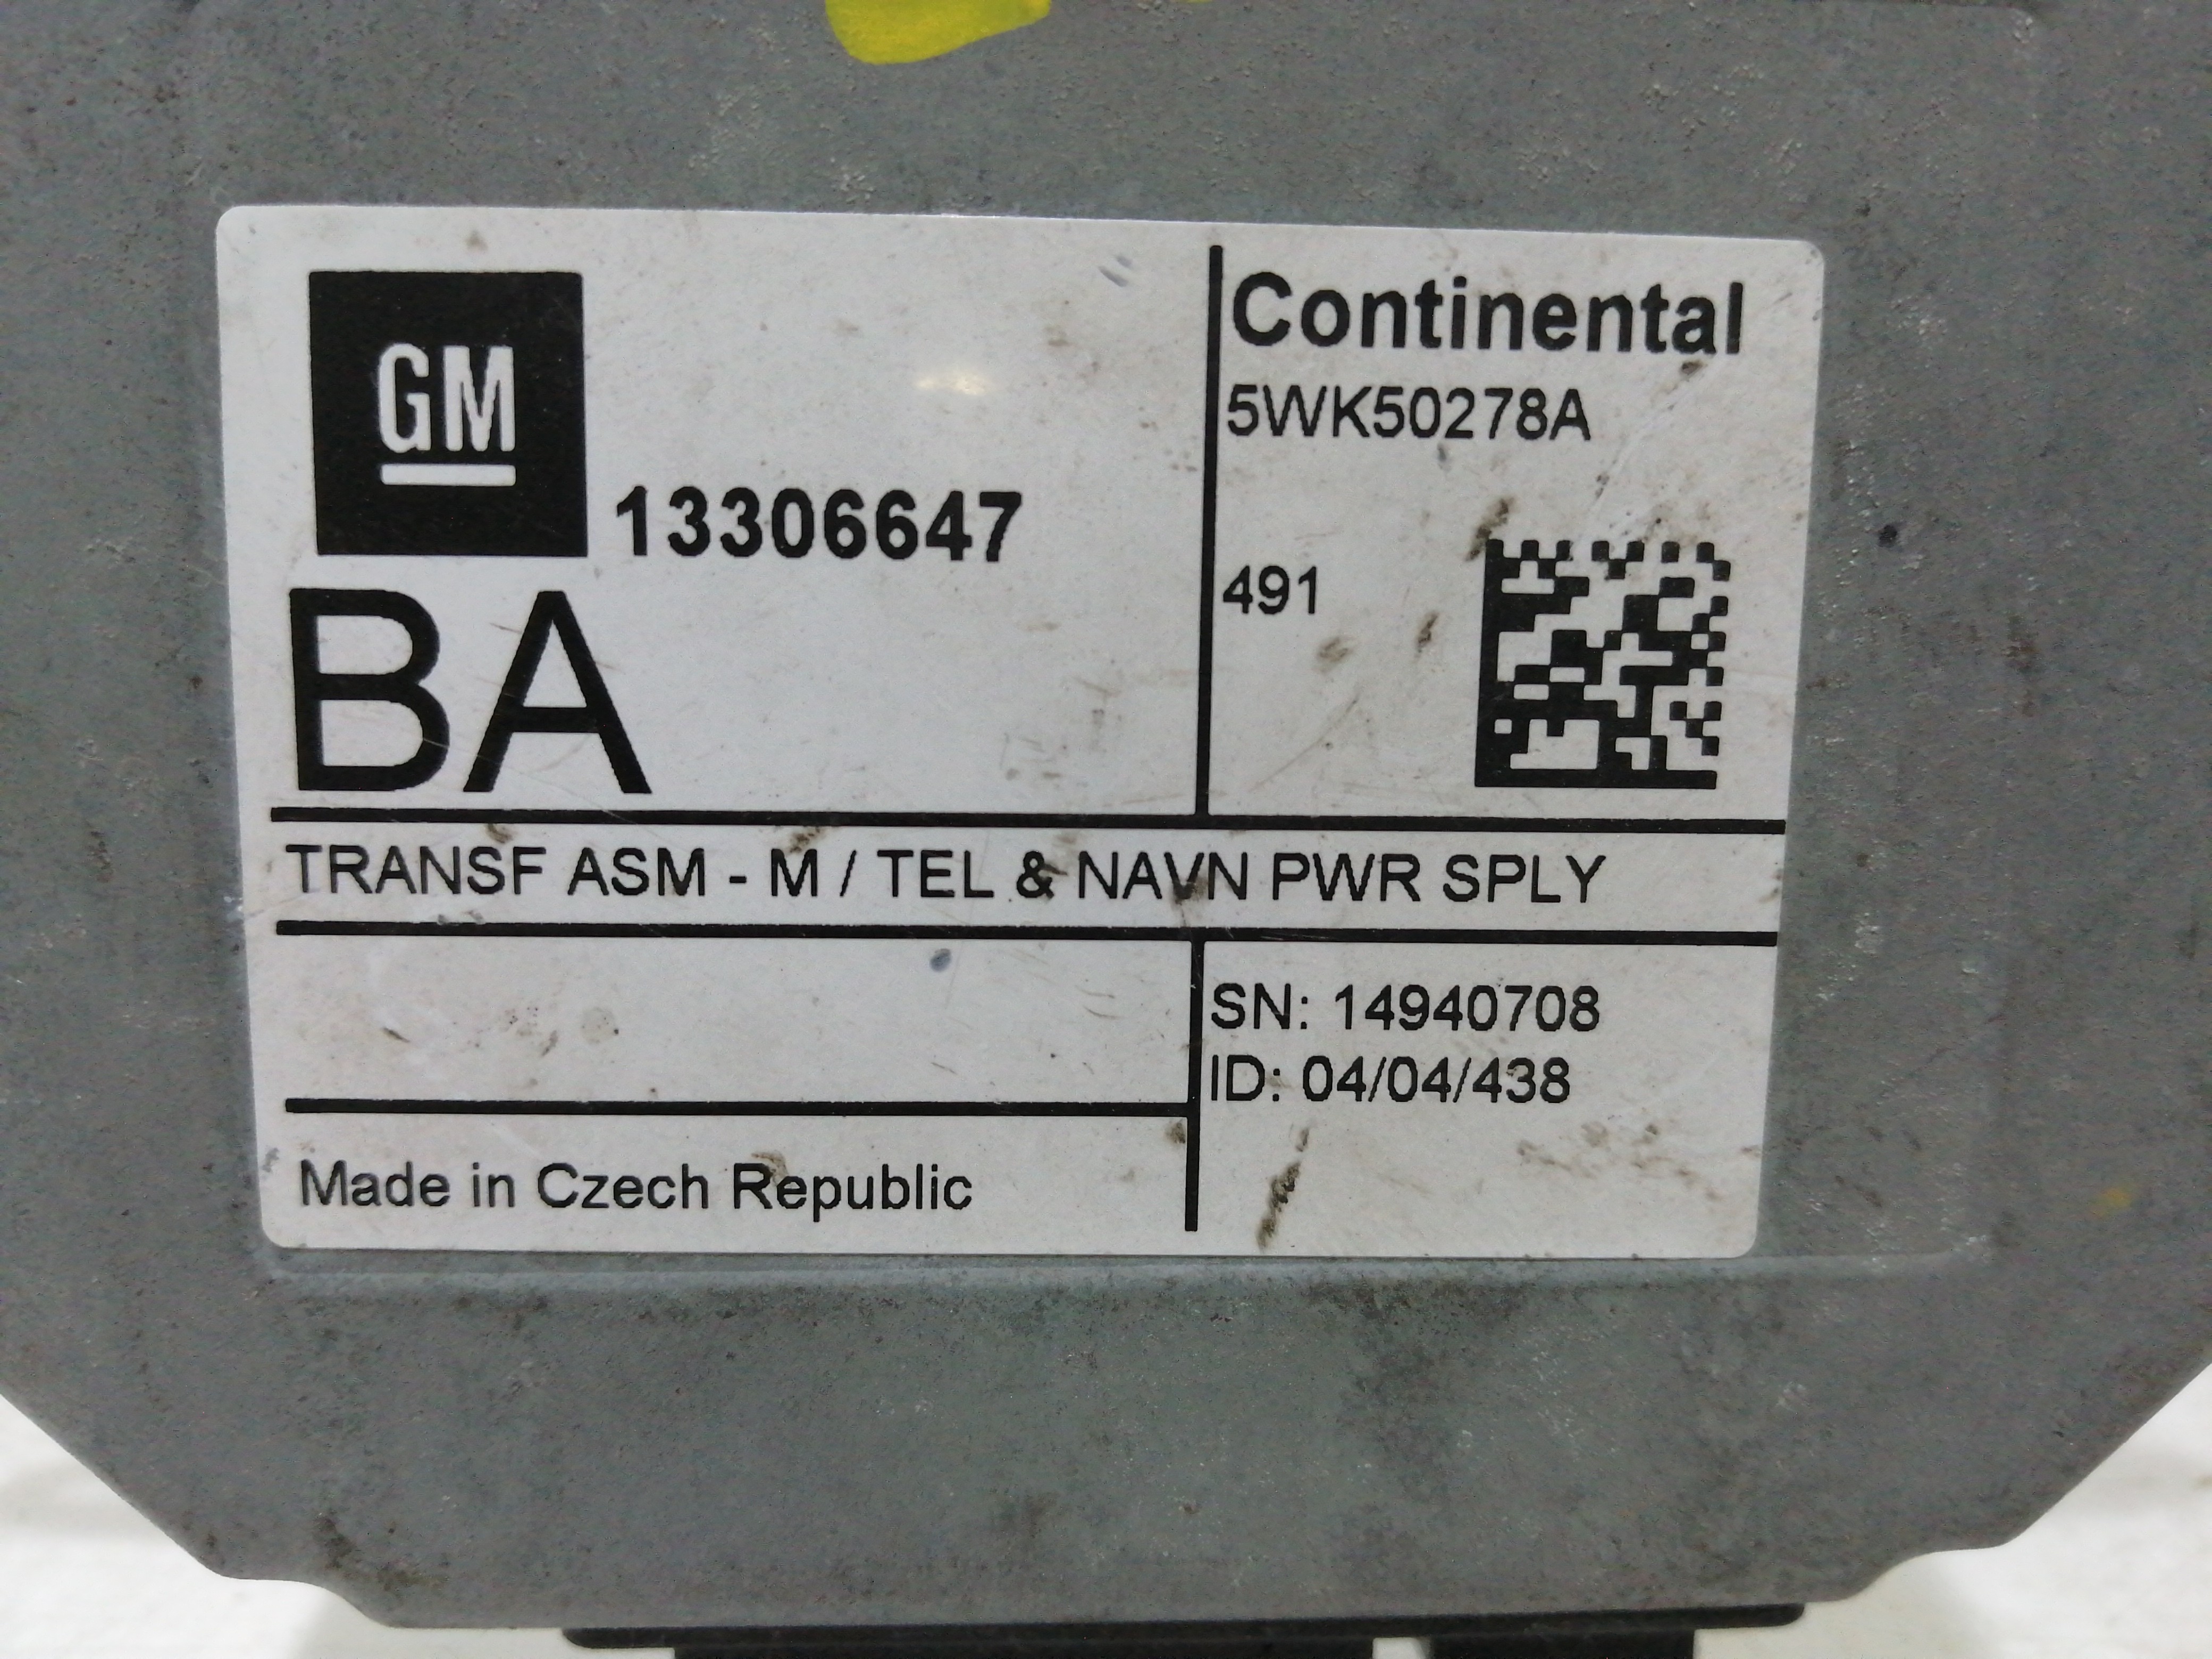 GM
13306647
BA
Continental
5WK50278A
491
TRANSF ASM - M / TEL & NAVN PWR SPLY
SN: 14940708
ID: 04/04/438
Made in Czech Republic